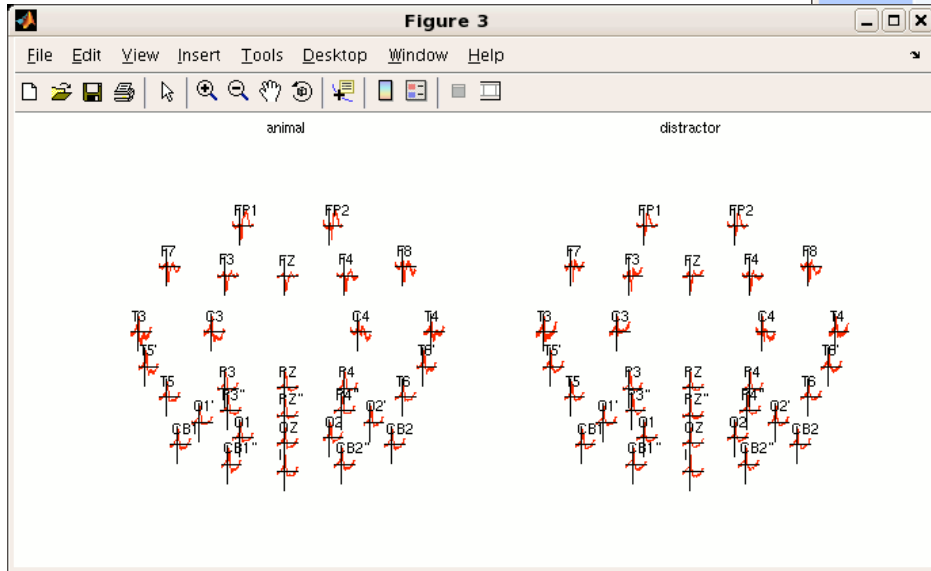 Figure 3
File Edit View Insert Tools Desktop Window Help
animal distractor
FP1 FP2 FP1 FP2
F7 F8 F7 F8
F3 FZ F4 F3 FZ F4
T3 C3 C4 T4 T3 C3 C4 T4
T5' T6' T5' T6'
P3 PZ P4 P3 PZ P4
T5 T6 T5 T6
P3" PZ" P4" P3" PZ" P4"
O1' O2' O1' O2'
O1 OZ O2 O1 OZ O2
CB1 CB2 CB1 CB2
CB1" I CB2" CB1" I CB2"